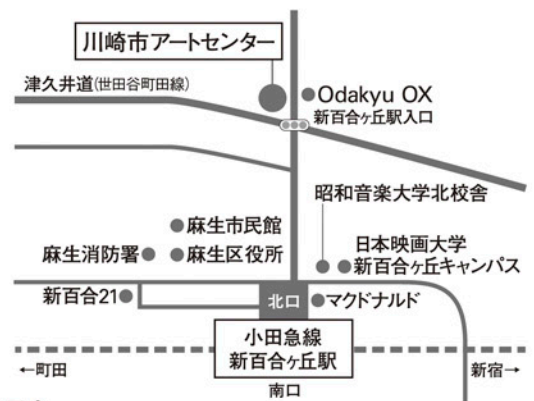 川崎市アートセンター
津久井道(世田谷町田線)
Odakyu OX
新百合ヶ丘駅入口
昭和音楽大学北校舎
麻生市民館
日本映画大学
新百合ヶ丘キャンパス
麻生消防署
麻生区役所
新百合21
北口
マクドナルド
小田急線
新百合ヶ丘駅
←町田
新宿→
南口